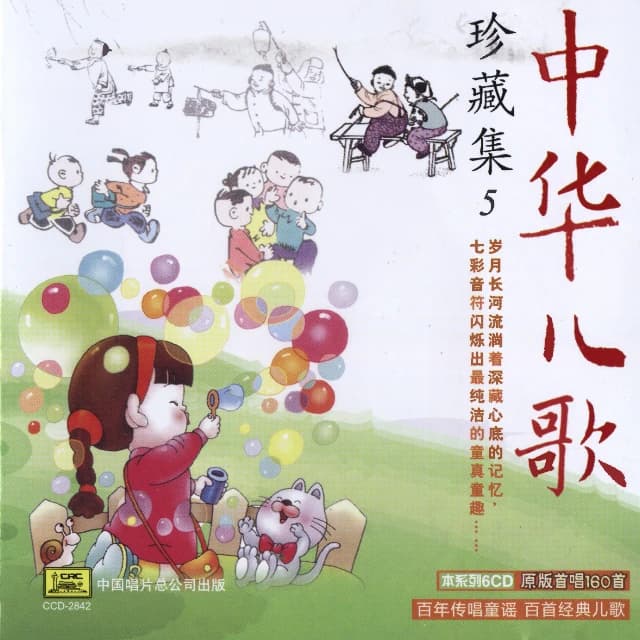 中华儿歌
珍藏集 5
岁月长河流淌着深藏心底的记忆，
七彩音符闪烁出最纯洁的童真童趣……
CRC
中国唱片总公司出版
CCD-2842
本系列6CD 原版首唱160首
百年传唱童谣 百首经典儿歌